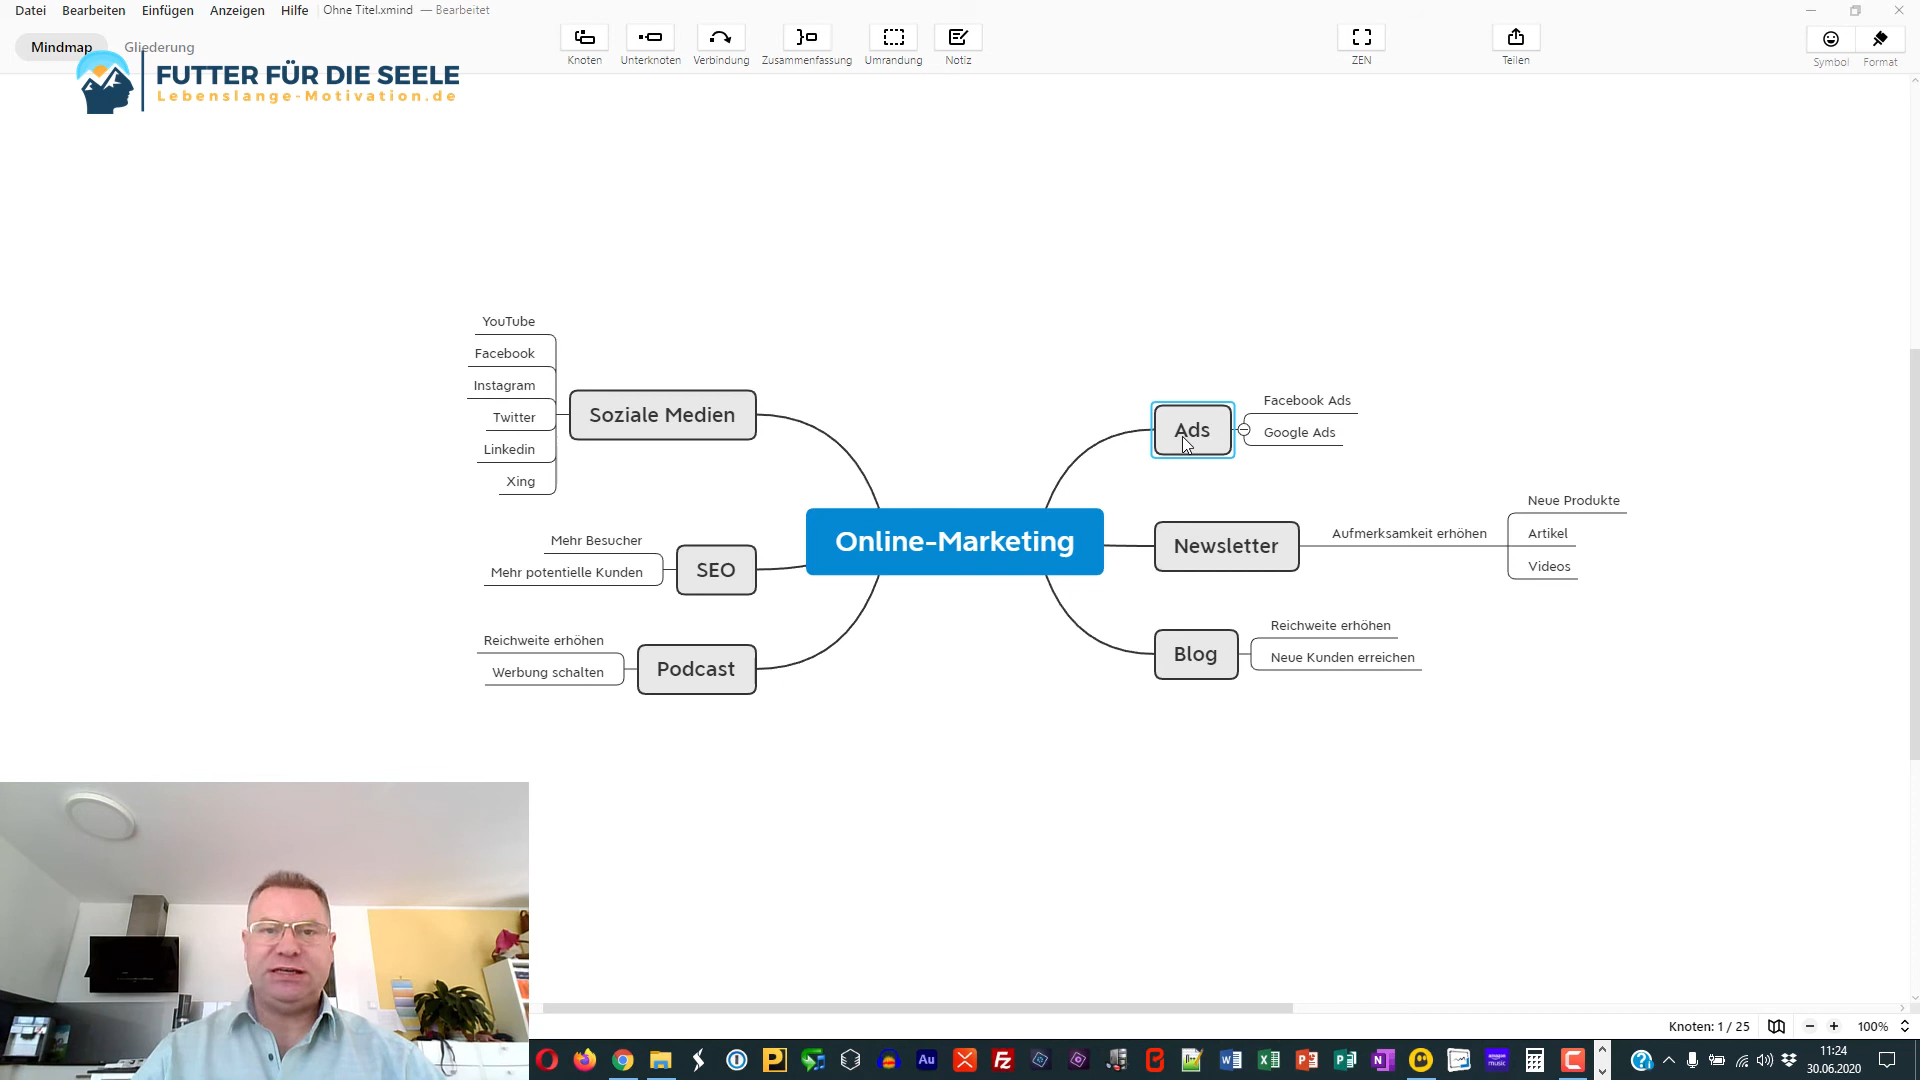 Datei Bearbeiten Einfügen Anzeigen Hilfe Ohne Titel.xmind — Bearbeitet
Mindmap Gliederung
Knoten Unterknoten Verbindung Zusammenfassung Umrandung Notiz ZEN Teilen Symbol Format
FUTTER FÜR DIE SEELE
Lebenslange-Motivation.de
YouTube
Facebook
Instagram
Twitter
Linkedin
Xing
Soziale Medien
Mehr Besucher
Mehr potentielle Kunden
SEO
Reichweite erhöhen
Werbung schalten
Podcast
Online-Marketing
Ads
Facebook Ads
Google Ads
Newsletter
Aufmerksamkeit erhöhen
Neue Produkte
Artikel
Videos
Blog
Reichweite erhöhen
Neue Kunden erreichen
Knoten: 1 / 25 100%
Au
Fz
amazon music
11:24
30.06.2020